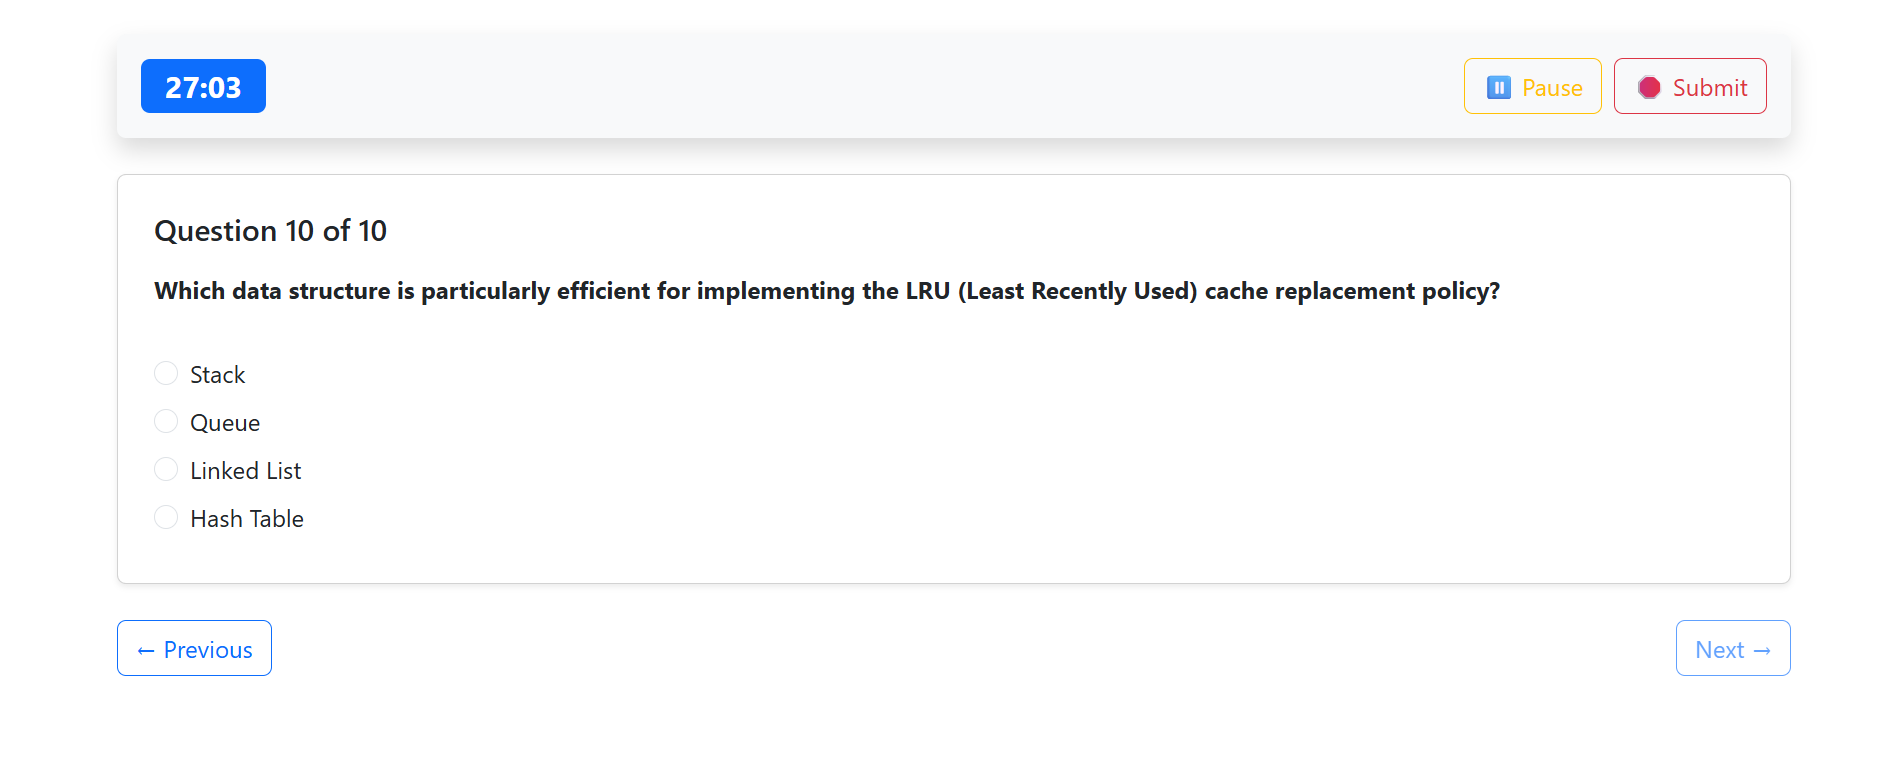 27:03
Pause
Submit
Question 10 of 10
Which data structure is particularly efficient for implementing the LRU (Least Recently Used) cache replacement policy?
Stack
Queue
Linked List
Hash Table
← Previous
Next →